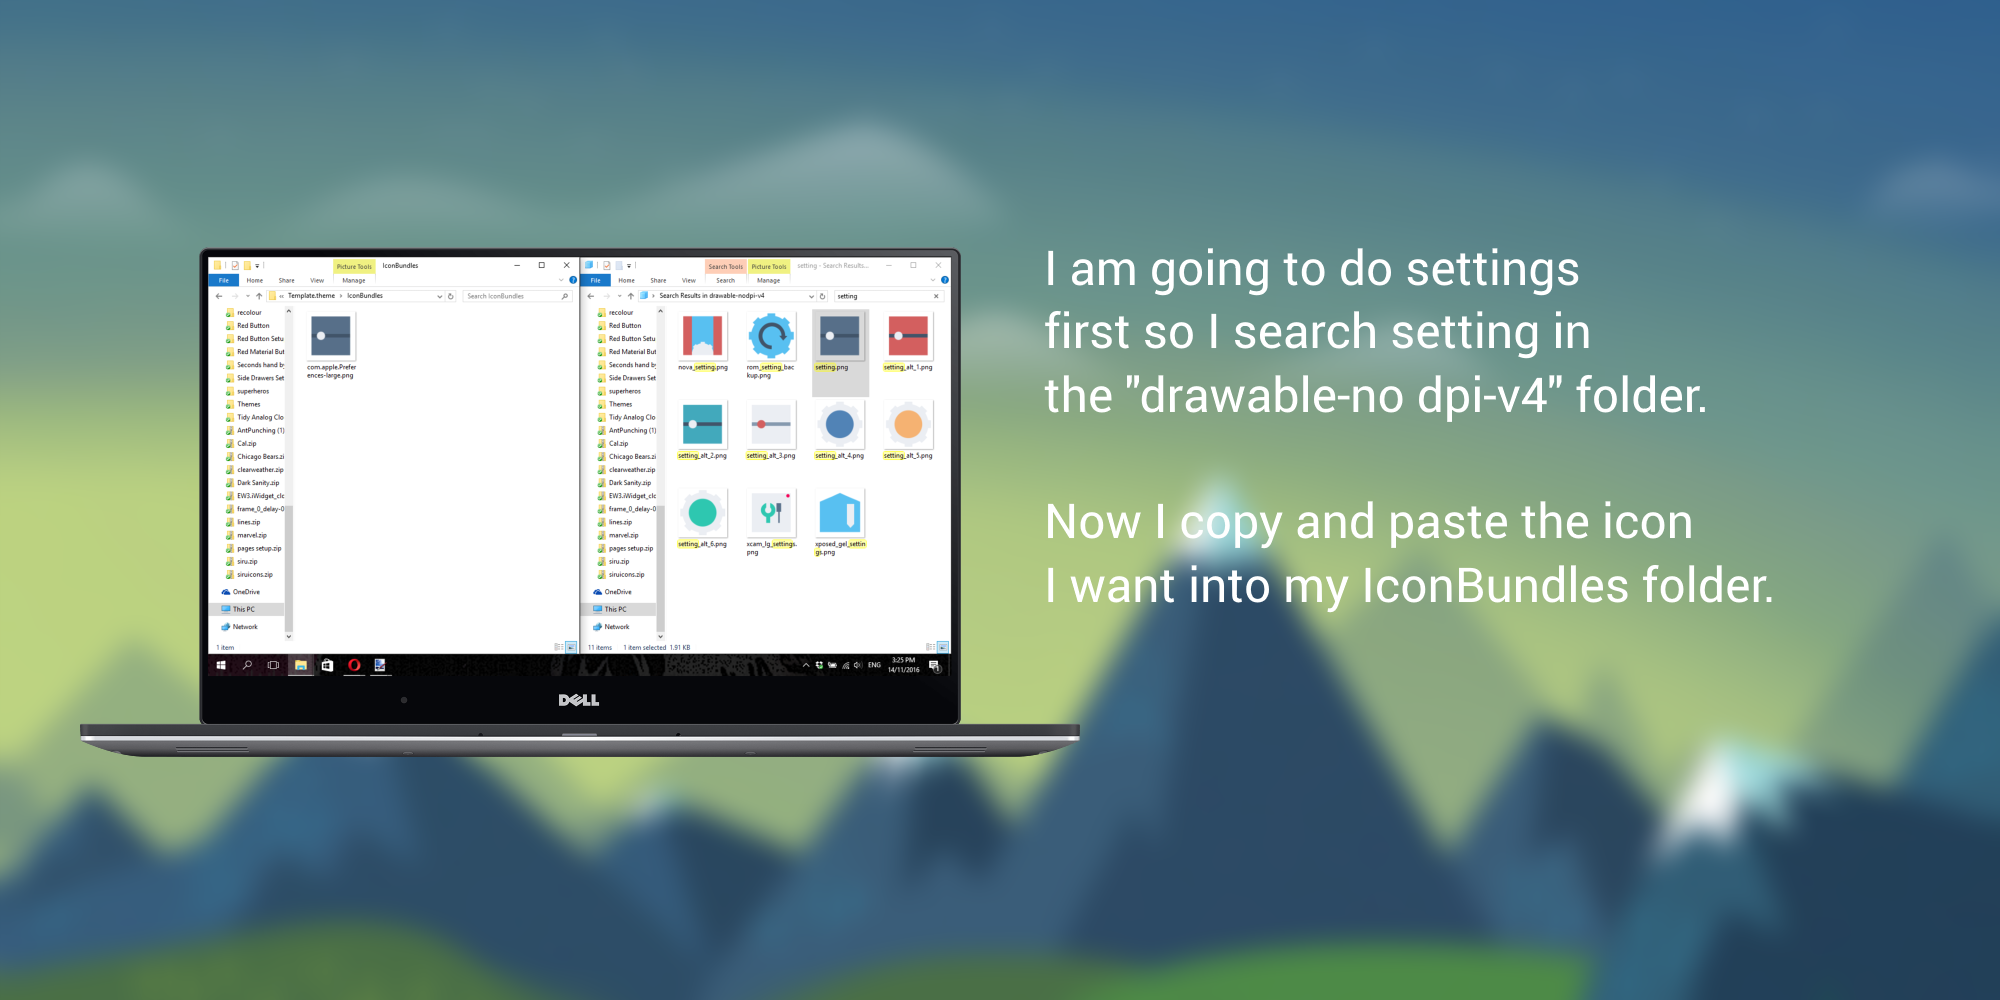 Picture Tools
IconBundles
File
Home
Share
View
Manage
Template.theme
IconBundles
Search IconBundles
recolour
Red Button
Red Button Setu
Red Material But
Seconds hand by
Side Drawers Set
superheros
Themes
Tidy Analog Clo
AntPunching (1)
Cal.zip
Chicago Bears.zi
clearweather.zip
Dark Sanity.zip
EW3.iWidget_clo
frame_0_delay-0
lines.zip
marvel.zip
pages setup.zip
siru.zip
siruicons.zip
OneDrive
This PC
Network
1 item
com.apple.Prefer
ences-large.png
Search Tools
Picture Tools
setting - Search Results...
File
Home
Share
View
Search
Manage
Search Results in drawable-nodpi-v4
setting
recolour
Red Button
Red Button Setu
Red Material But
Seconds hand by
Side Drawers Set
superheros
Themes
Tidy Analog Clo
AntPunching (1)
Cal.zip
Chicago Bears.zi
clearweather.zip
Dark Sanity.zip
EW3.iWidget_clo
frame_0_delay-0
lines.zip
marvel.zip
pages setup.zip
siru.zip
siruicons.zip
OneDrive
This PC
Network
nova_setting.png
rom_setting_bac
kup.png
setting.png
setting_alt_1.png
setting_alt_2.png
setting_alt_3.png
setting_alt_4.png
setting_alt_5.png
setting_alt_6.png
xcam_lg_settings.
png
xposed_gel_settin
gs.png
11 items
1 item selected 1.91 KB
ENG
3:25 PM
14/11/2016
DELL
I am going to do settings
first so I search setting in
the "drawable-no dpi-v4" folder.
Now I copy and paste the icon
I want into my IconBundles folder.